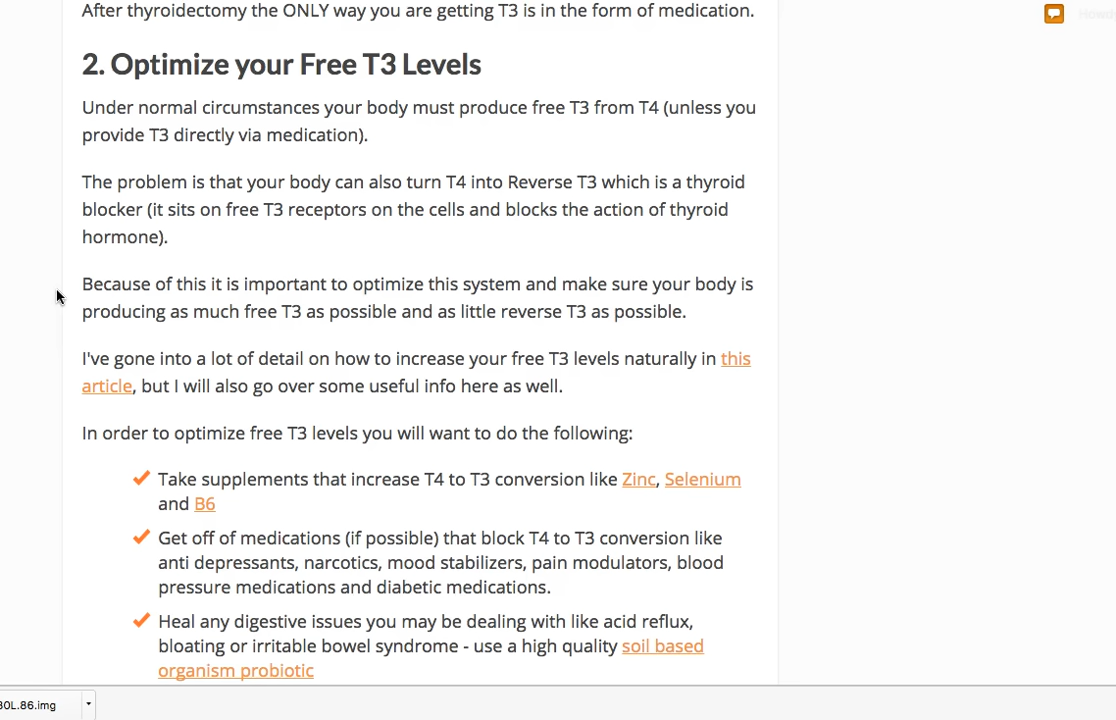 After thyroidectomy the ONLY way you are getting T3 is in the form of medication.
2. Optimize your Free T3 Levels
Under normal circumstances your body must produce free T3 from T4 (unless you
provide T3 directly via medication).
The problem is that your body can also turn T4 into Reverse T3 which is a thyroid
blocker (it sits on free T3 receptors on the cells and blocks the action of thyroid
hormone).
Because of this it is important to optimize this system and make sure your body is
producing as much free T3 as possible and as little reverse T3 as possible.
I've gone into a lot of detail on how to increase your free T3 levels naturally in this
article, but I will also go over some useful info here as well.
In order to optimize free T3 levels you will want to do the following:
Take supplements that increase T4 to T3 conversion like Zinc, Selenium
and B6
Get off of medications (if possible) that block T4 to T3 conversion like
anti depressants, narcotics, mood stabilizers, pain modulators, blood
pressure medications and diabetic medications.
Heal any digestive issues you may be dealing with like acid reflux,
bloating or irritable bowel syndrome - use a high quality soil based
organism probiotic
80L.86.img